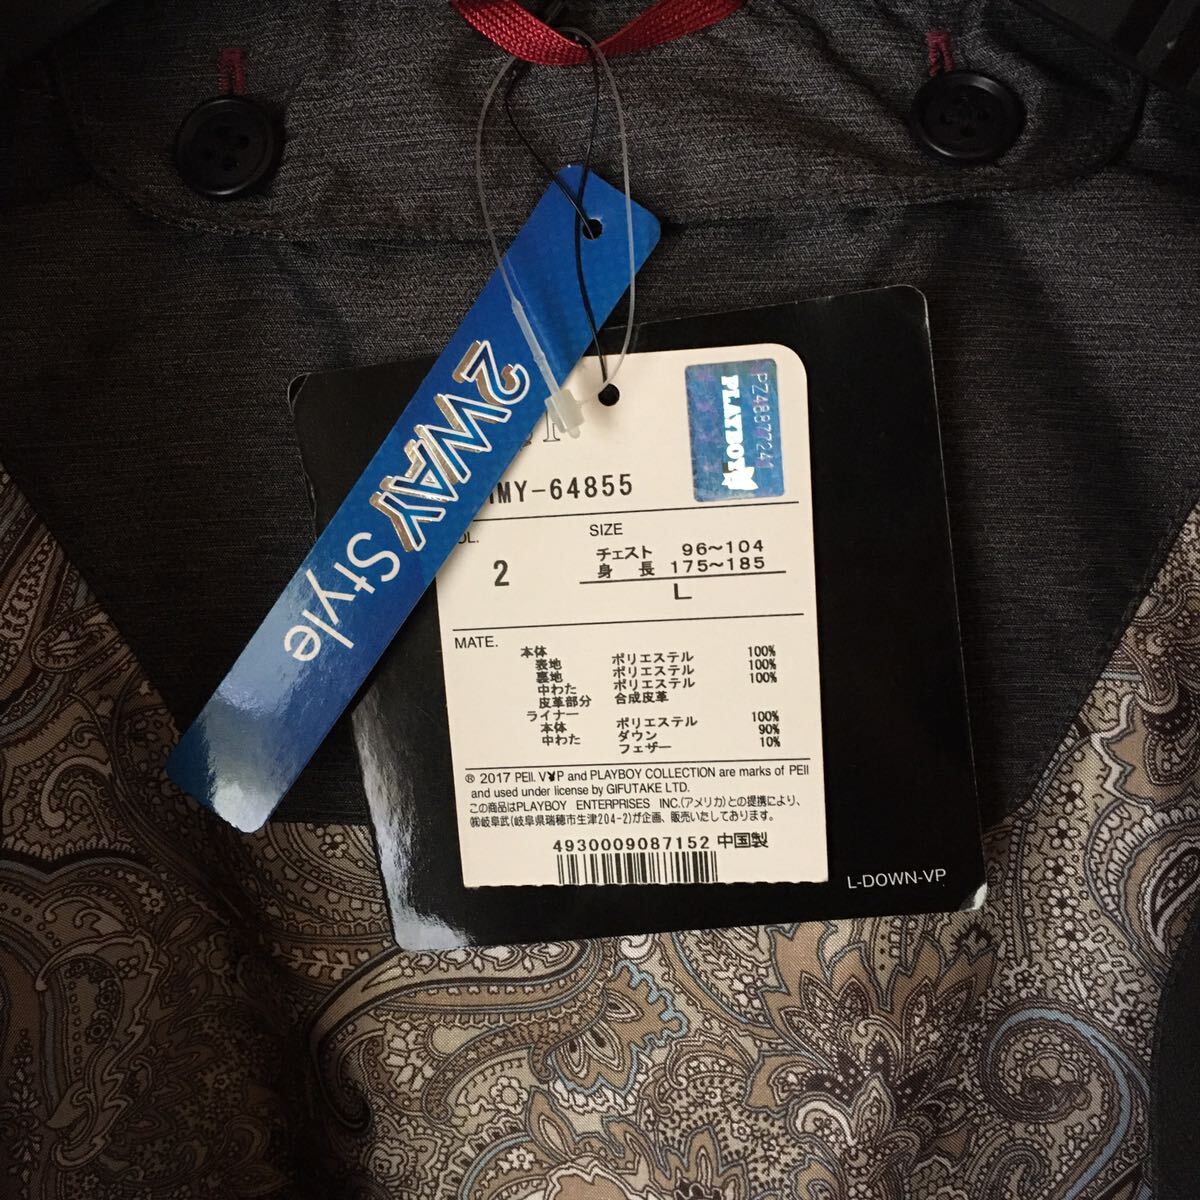 2WAY Style
PLAYBOY
PZ4887724
MY-64855
SIZE
2
チェスト 96～104
身 長 175～185
L
MATE.
本体
表地 ポリエステル 100%
裏地 ポリエステル 100%
中わた ポリエステル 100%
皮革部分 合成皮革
ライナー
本体 ポリエステル 100%
中わた ダウン 90%
フェザー 10%
® 2017 PEII. VIP and PLAYBOY COLLECTION are marks of PEII
and used under license by GIFUTAKE LTD.
この商品はPLAYBOY ENTERPRISES INC.(アメリカ)との提携により、
㈱岐阜武(岐阜県瑞穂市生津204-2)が企画、販売いたしております。
4930009087152 中国製
L-DOWN-VP